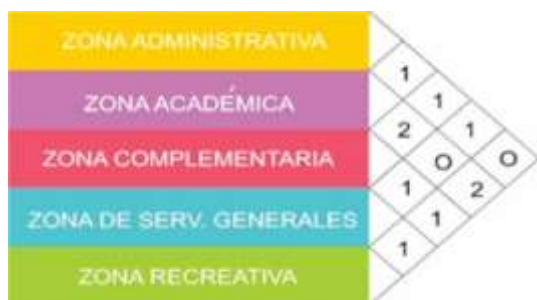 ZONA ADMINISTRATIVA
1
ZONA ACADÉMICA
1
2
1
ZONA COMPLEMENTARIA
O
O
1
2
ZONA DE SERV. GENERALES
1
1
ZONA RECREATIVA